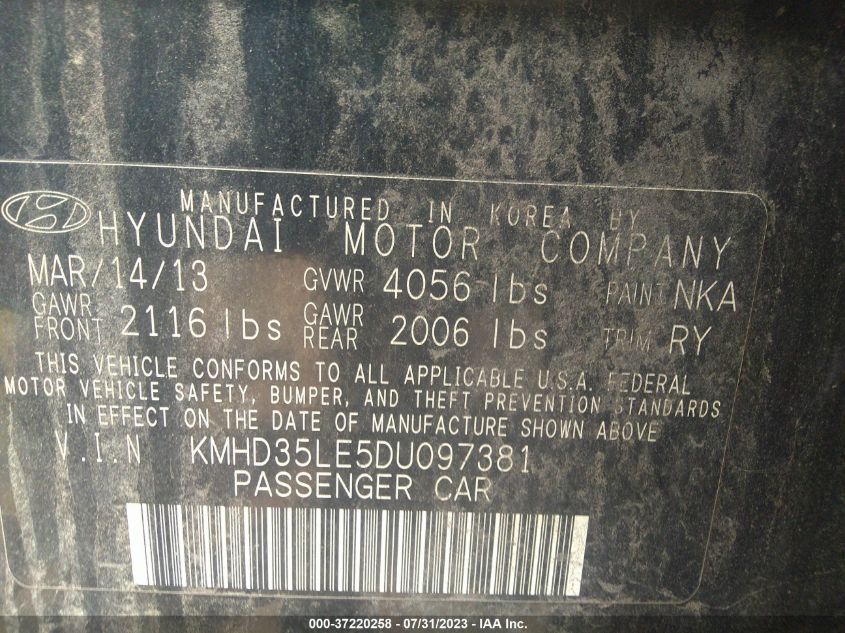 MANUFACTURED IN KOREA BY
HYUNDAI MOTOR COMPANY
MAR/14/13 GVWR 4056 lbs PAINT NKA
GAWR FRONT 2116 lbs GAWR REAR 2006 lbs TRIM RY
THIS VEHICLE CONFORMS TO ALL APPLICABLE U.S.A. FEDERAL
MOTOR VEHICLE SAFETY, BUMPER, AND THEFT PREVENTION STANDARDS
IN EFFECT ON THE DATE OF MANUFACTURE SHOWN ABOVE
V.I.N KMHD35LE5DU097381
PASSENGER CAR
000-37220258 - 07/31/2023 - IAA Inc.